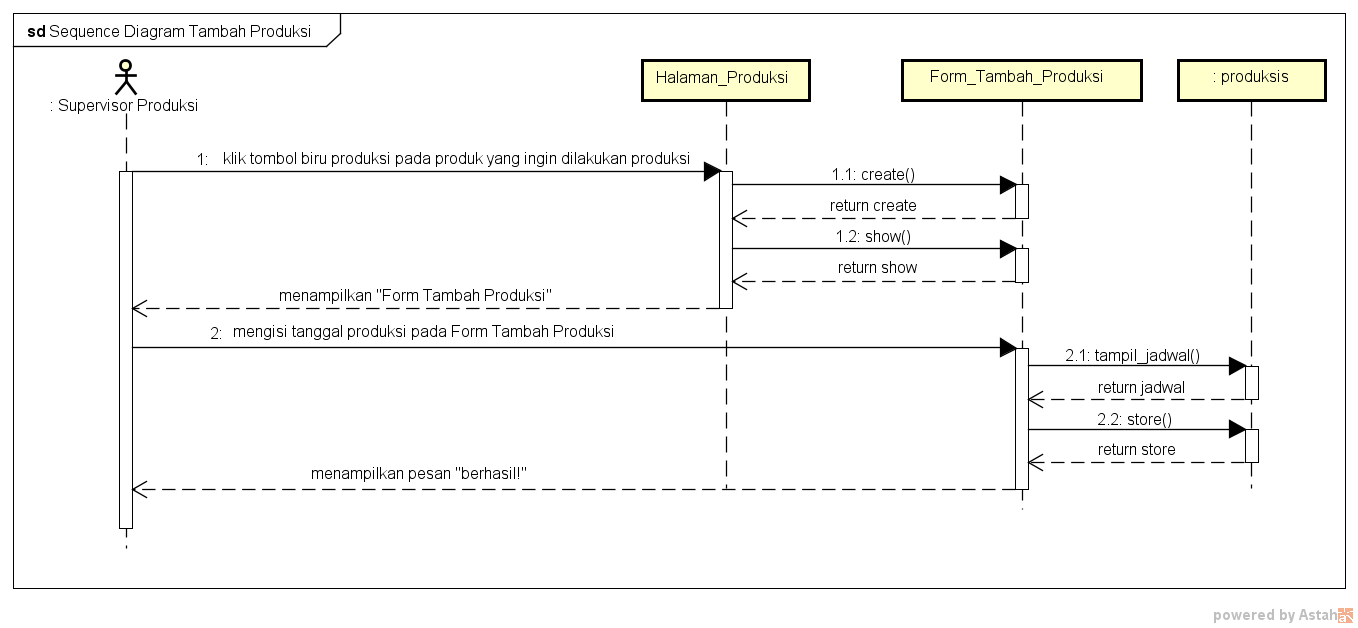 sd Sequence Diagram Tambah Produksi
: Supervisor Produksi
Halaman_Produksi
Form_Tambah_Produksi
: produksis
1: klik tombol biru produksi pada produk yang ingin dilakukan produksi
1.1: create()
return create
1.2: show()
return show
menampilkan "Form Tambah Produksi"
2: mengisi tanggal produksi pada Form Tambah Produksi
2.1: tampil_jadwal()
return jadwal
2.2: store()
return store
menampilkan pesan "berhasil!"
powered by Astah